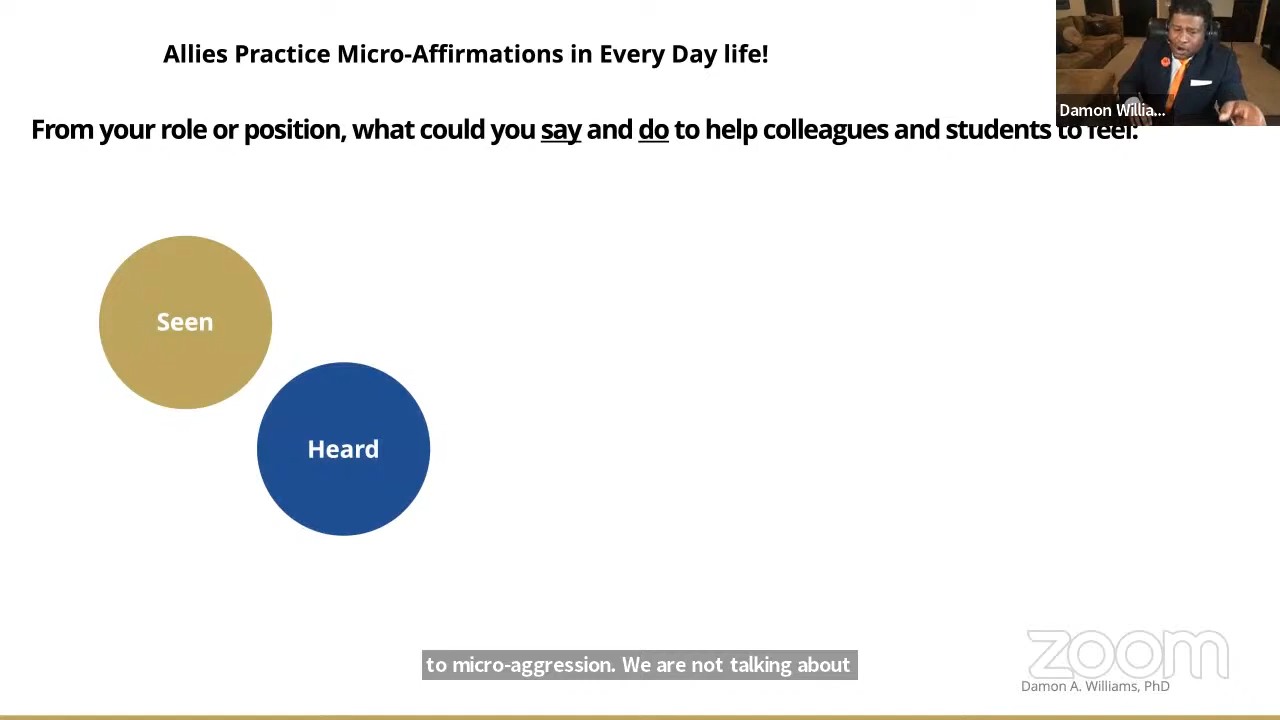 Allies Practice Micro-Affirmations in Every Day life!
Damon Willia...
From your role or position, what could you say and do to help colleagues and students to feel:
Seen
Heard
to micro-aggression. We are not talking about
zoom
Damon A. Williams, PhD